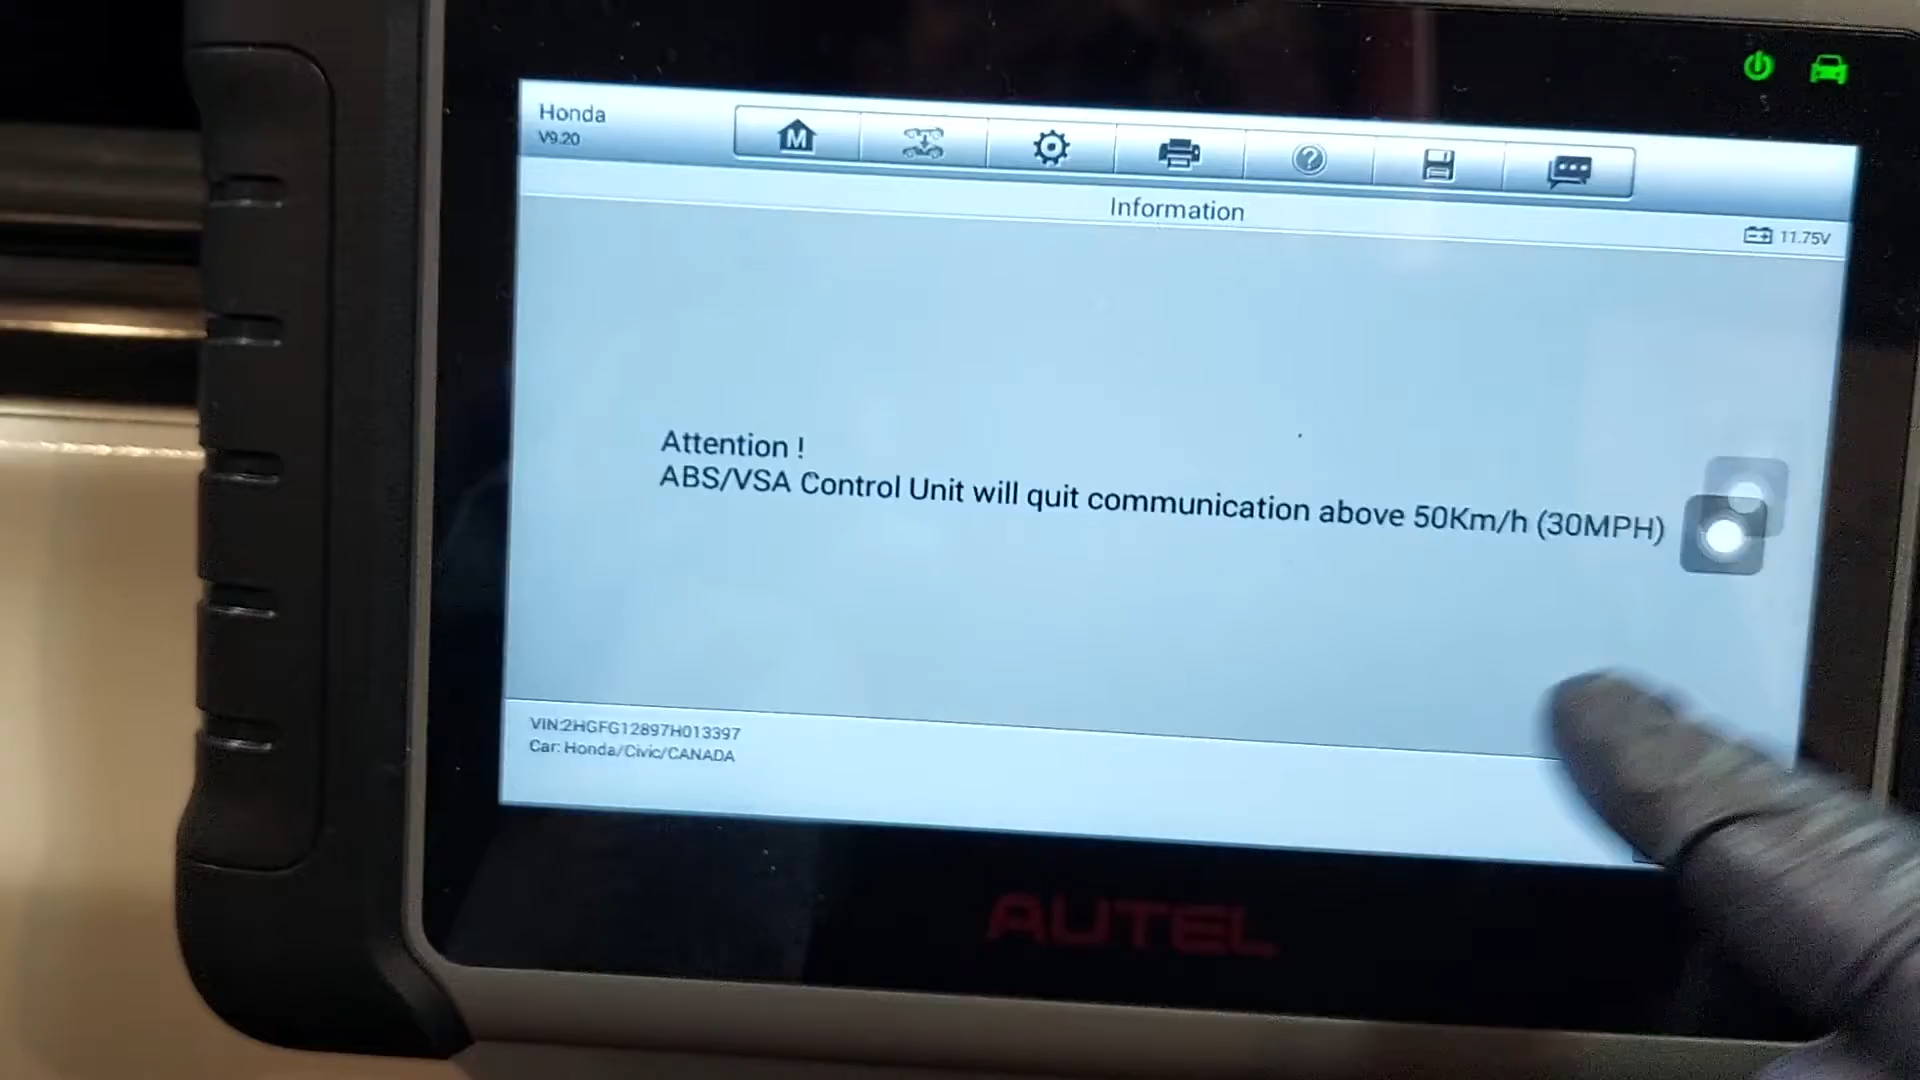 Honda
V9.20
M
Information
11.75V
Attention !
ABS/VSA Control Unit will quit communication above 50Km/h (30MPH)
VIN:2HGFG12897H013397
Car: Honda/Civic/CANADA
AUTEL